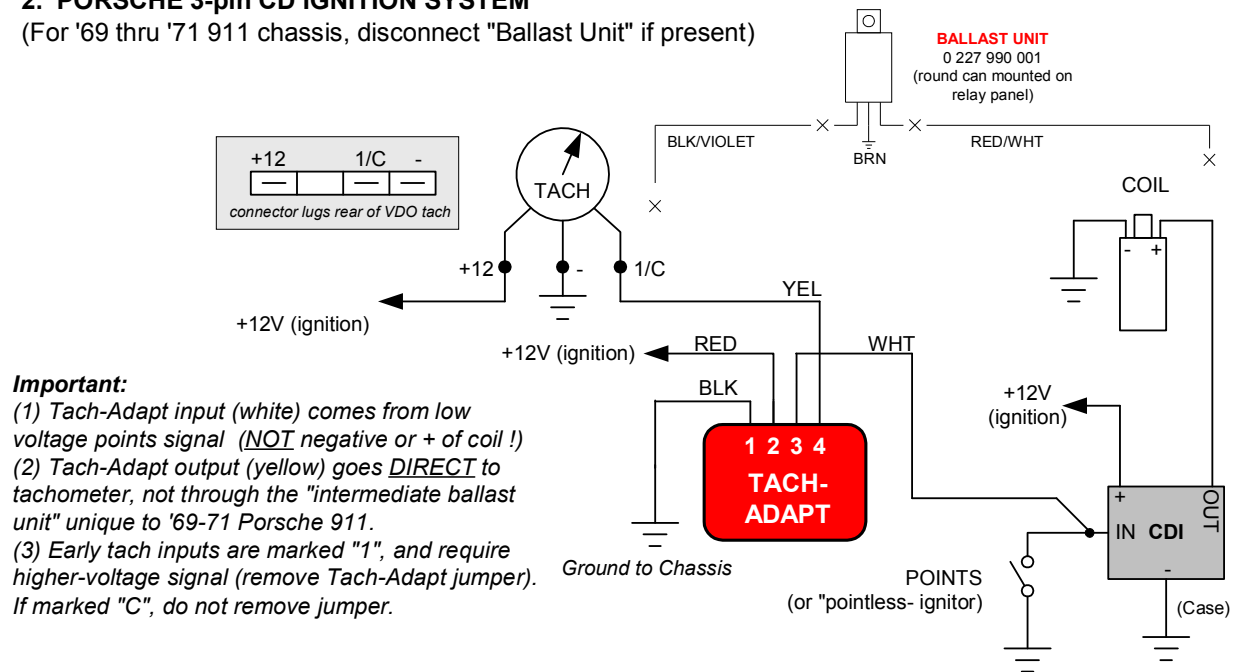 2. PORSCHE 3-pin CD IGNITION SYSTEM
(For '69 thru '71 911 chassis, disconnect "Ballast Unit" if present)
BALLAST UNIT
0 227 990 001
(round can mounted on
relay panel)
BLK/VIOLET
BRN
RED/WHT
+12 1/C -
connector lugs rear of VDO tach
TACH
COIL
- +
+12
-
1/C
+12V (ignition)
YEL
+12V (ignition)
RED
WHT
BLK
+12V
(ignition)
Important:
(1) Tach-Adapt input (white) comes from low
voltage points signal (NOT negative or + of coil !)
(2) Tach-Adapt output (yellow) goes DIRECT to
tachometer, not through the "intermediate ballast
unit" unique to '69-71 Porsche 911.
(3) Early tach inputs are marked "1", and require
higher-voltage signal (remove Tach-Adapt jumper).
If marked "C", do not remove jumper.
1 2 3 4
TACH-
ADAPT
Ground to Chassis
+
OUT
IN CDI
-
(Case)
POINTS
(or "pointless- ignitor)